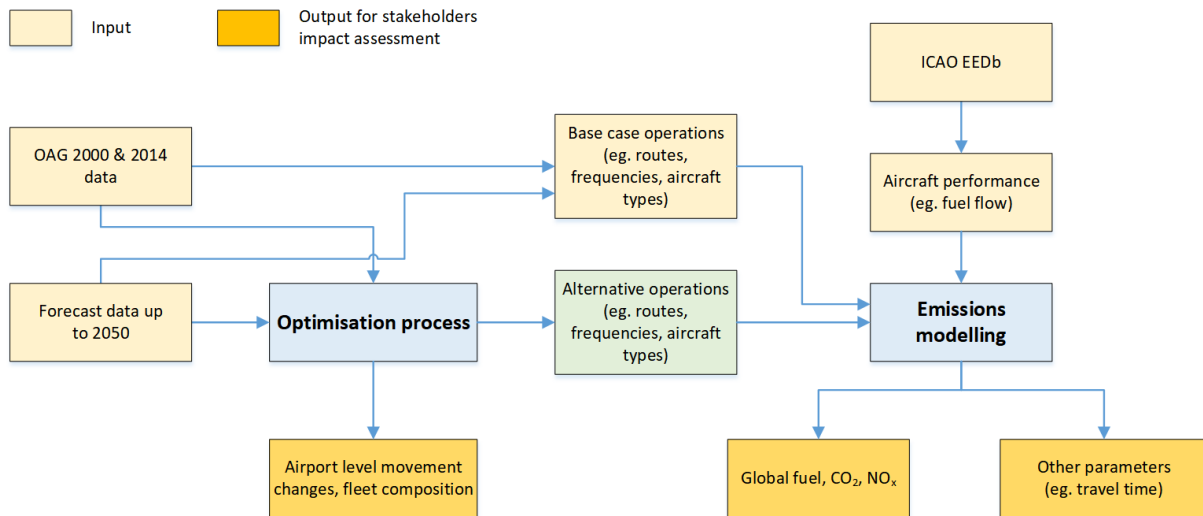 Input
Output for stakeholders
impact assessment
ICAO EEDb
OAG 2000 & 2014
data
Base case operations
(eg. routes,
frequencies, aircraft
types)
Aircraft performance
(eg. fuel flow)
Forecast data up
to 2050
Optimisation process
Alternative operations
(eg. routes,
frequencies, aircraft
types)
Emissions
modelling
Airport level movement
changes, fleet composition
Global fuel, CO₂, NOₓ
Other parameters
(eg. travel time)